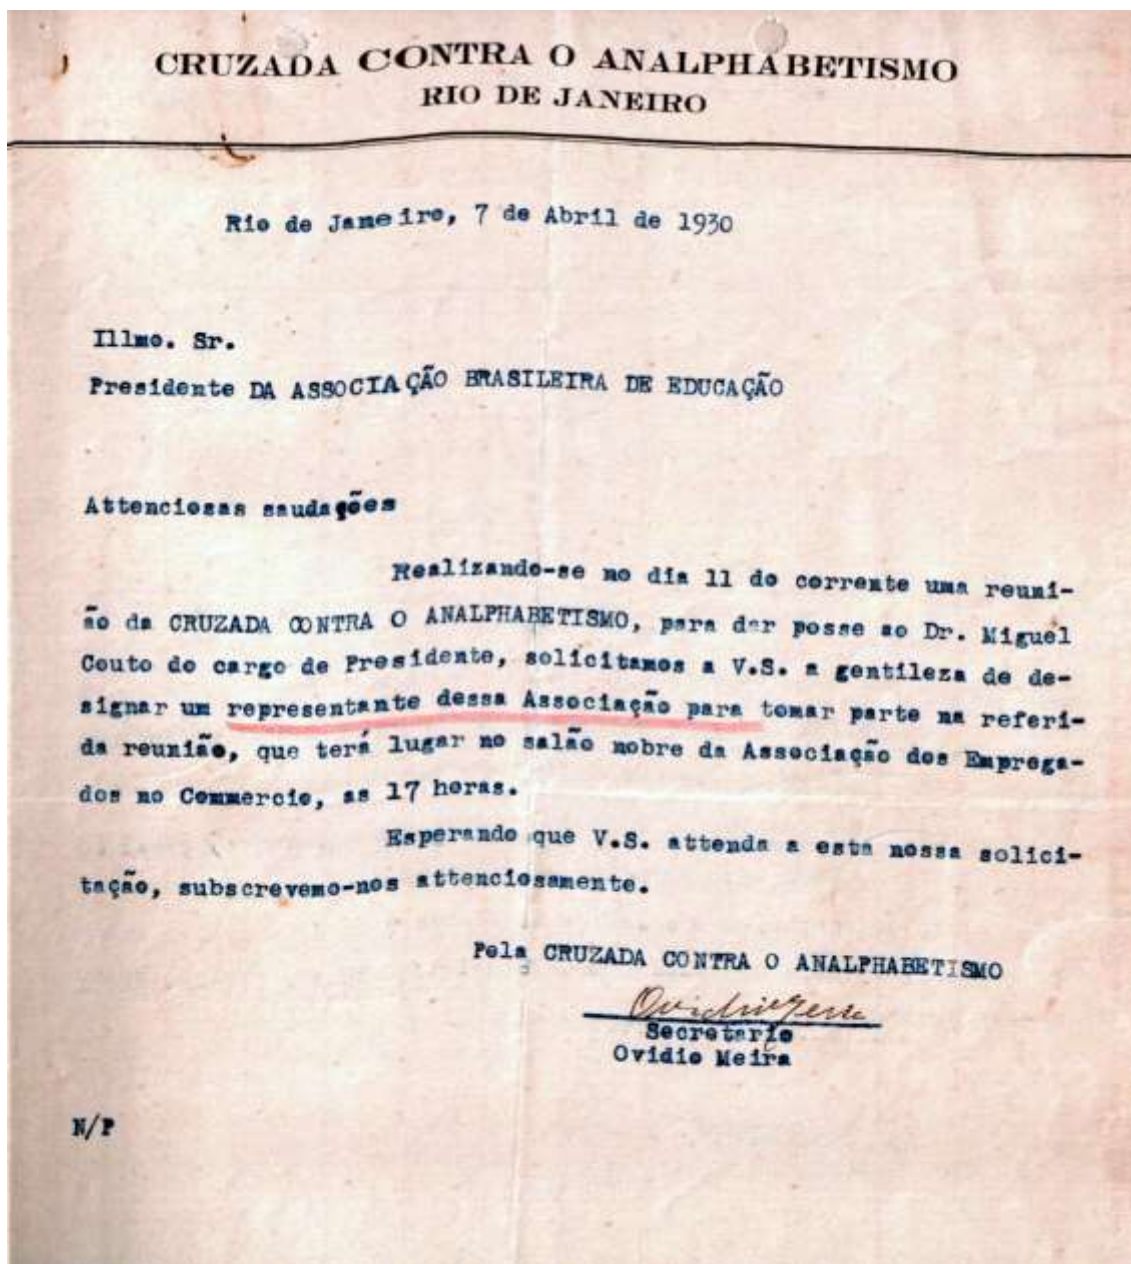 CRUZADA CONTRA O ANALPHABETISMO
RIO DE JANEIRO
Rio de Janeiro, 7 de Abril de 1930
Illmo. Sr.
Presidente DA ASSOCIAÇÃO BRASILEIRA DE EDUCAÇÃO
Attenciosas saudações
Realizando-se no dia 11 do corrente uma reuni-
ão da CRUZADA CONTRA O ANALPHABETISMO, para dar posse ao Dr. Miguel
Couto do cargo de Presidente, solicitamos a V.S. a gentileza de de-
signar um representante dessa Associação para tomar parte na referi-
da reunião, que terá lugar no salão nobre da Associação dos Emprega-
dos no Commercio, as 17 horas.
Esperando que V.S. attenda a esta nossa solici-
tação, subscrevemo-nos attenciosamente.
Pela CRUZADA CONTRA O ANALPHABETISMO
Secretario
Ovidio Meira
N/P